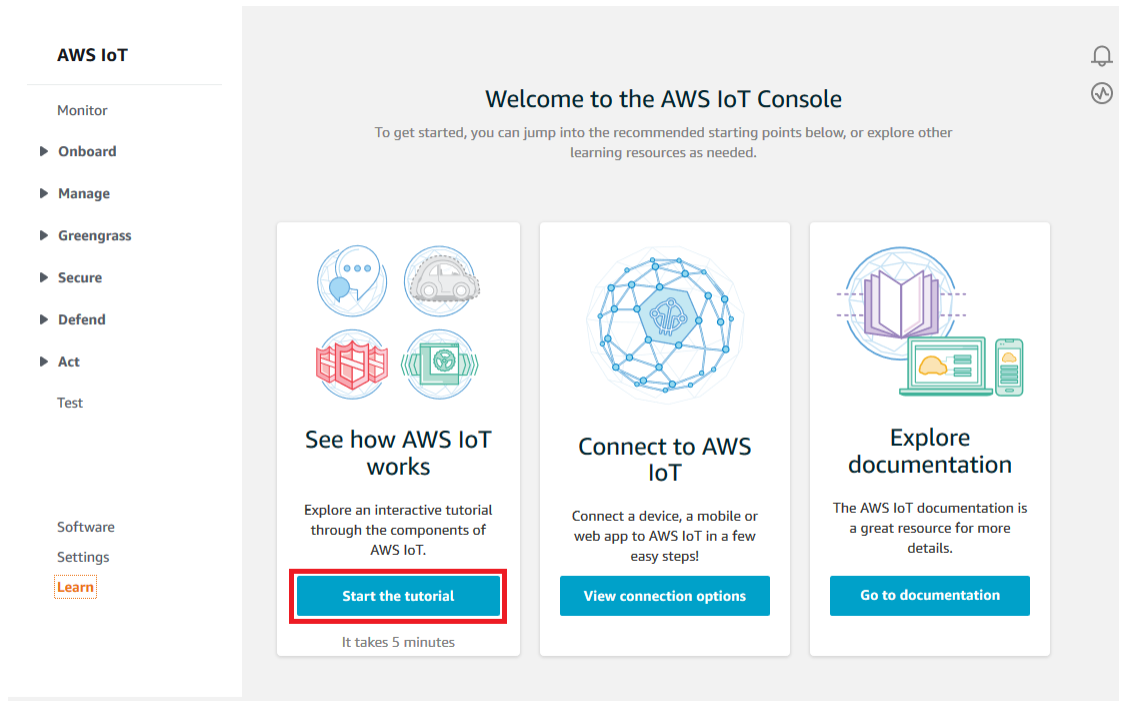 AWS IoT
Monitor
Onboard
Manage
Greengrass
Secure
Defend
Act
Test
Software
Settings
Learn
Welcome to the AWS IoT Console
To get started, you can jump into the recommended starting points below, or explore other
learning resources as needed.
See how AWS IoT
works
Explore an interactive tutorial
through the components of
AWS IoT.
Start the tutorial
It takes 5 minutes
Connect to AWS
IoT
Connect a device, a mobile or
web app to AWS IoT in a few
easy steps!
View connection options
Explore
documentation
The AWS IoT documentation is
a great resource for more
details.
Go to documentation